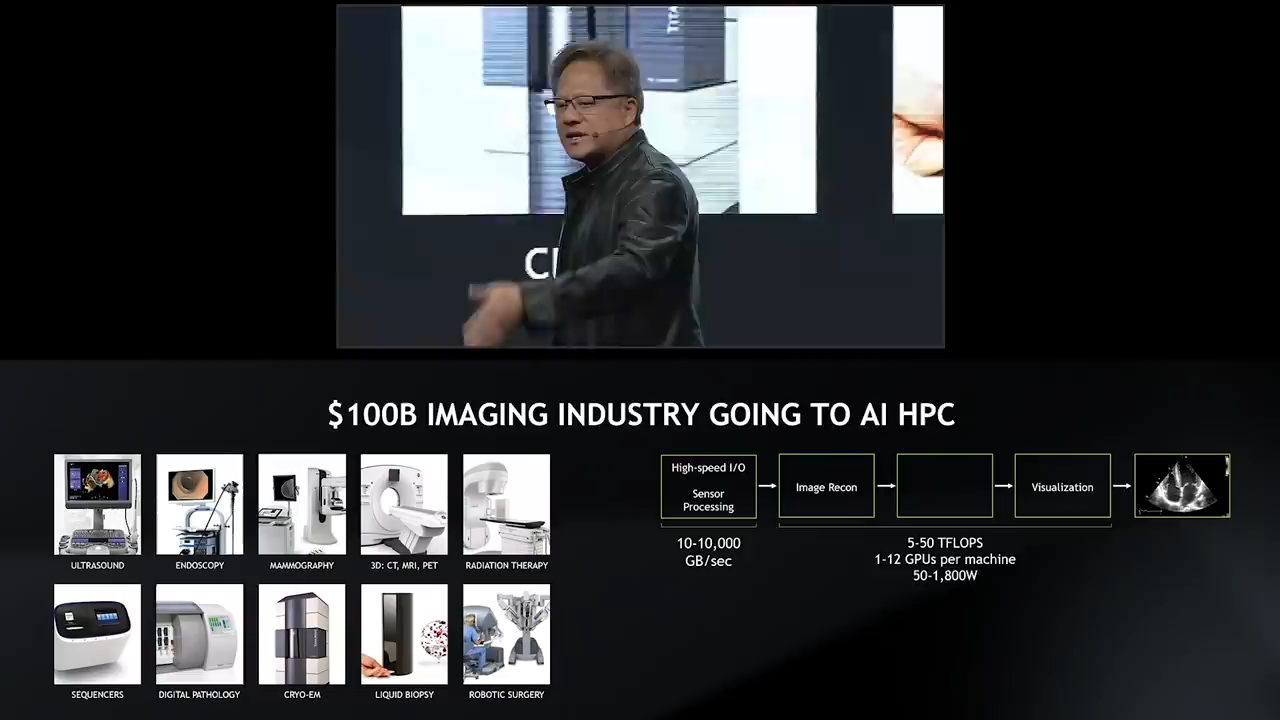 $100B IMAGING INDUSTRY GOING TO AI HPC
ULTRASOUND
ENDOSCOPY
MAMMOGRAPHY
3D: CT, MRI, PET
RADIATION THERAPY
SEQUENCERS
DIGITAL PATHOLOGY
CRYO-EM
LIQUID BIOPSY
ROBOTIC SURGERY
High-speed I/O
Sensor
Processing
Image Recon
Visualization
10-10,000
GB/sec
5-50 TFLOPS
1-12 GPUs per machine
50-1,800W